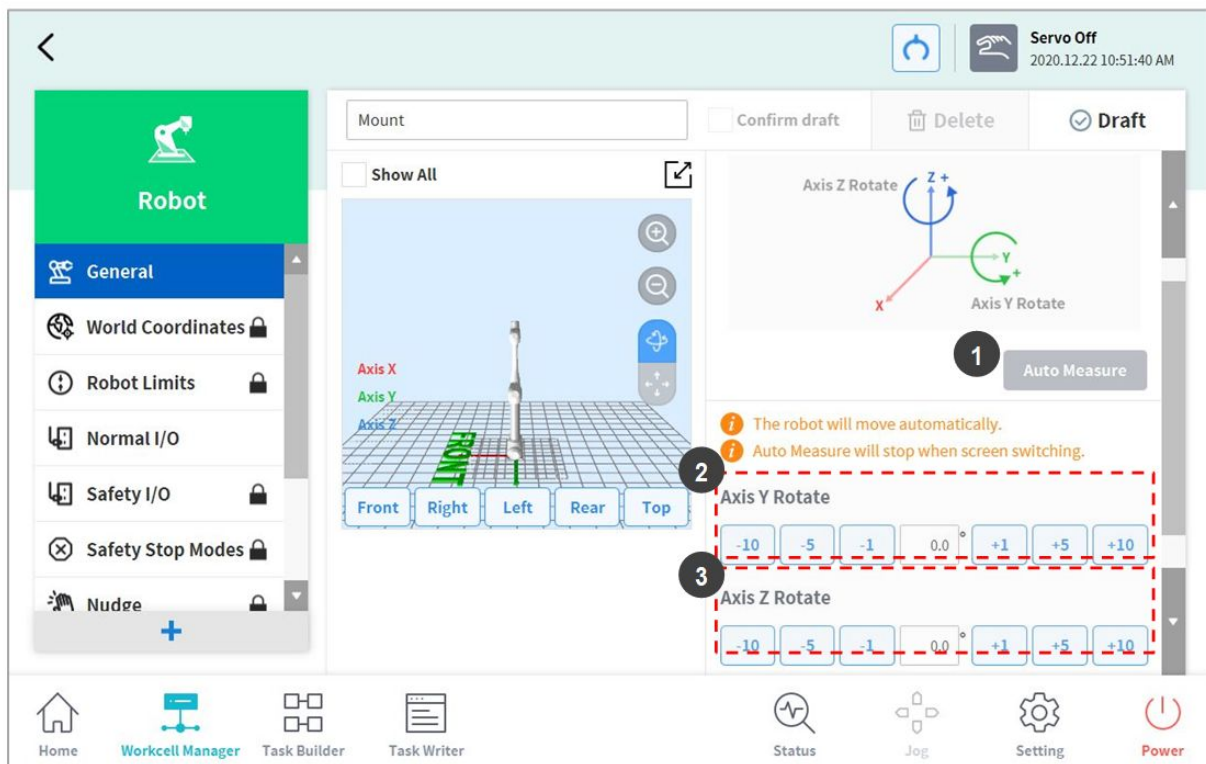 Servo Off
2020.12.22 10:51:40 AM
Robot
General
World Coordinates
Robot Limits
Normal I/O
Safety I/O
Safety Stop Modes
Nudge
+
Mount
Confirm draft
Delete
Draft
Show All
Axis X
Axis Y
Axis Z
FRONT
Front
Right
Left
Rear
Top
Axis Z Rotate
Z +
Y
+
X
Axis Y Rotate
1
Auto Measure
The robot will move automatically.
Auto Measure will stop when screen switching.
2
Axis Y Rotate
-10 -5 -1 0.0 ° +1 +5 +10
3
Axis Z Rotate
-10 -5 -1 0.0 ° +1 +5 +10
Home
Workcell Manager
Task Builder
Task Writer
Status
Jog
Setting
Power